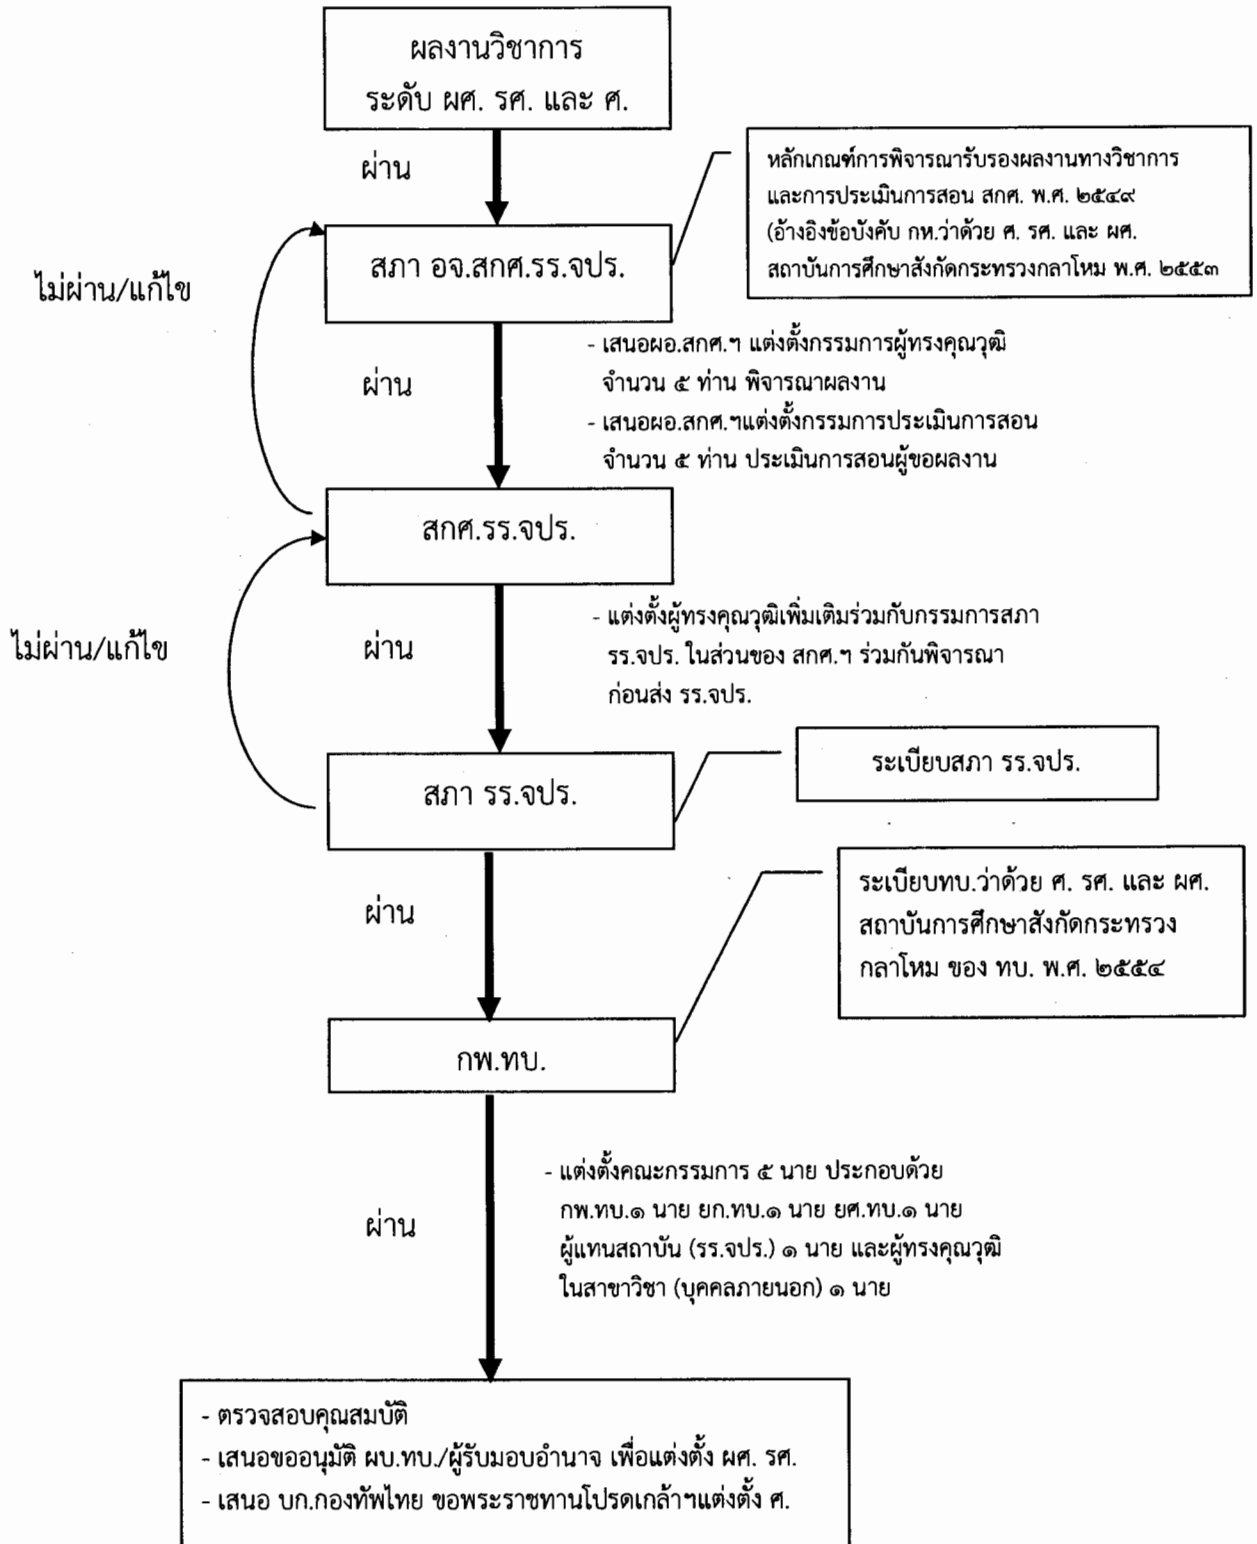 ผลงานวิชาการ
ระดับ ผศ. รศ. และ ศ.
ผ่าน
หลักเกณฑ์การพิจารณารับรองผลงานทางวิชาการ
และการประเมินการสอน สกศ. พ.ศ. ๒๕๔๙
(อ้างอิงข้อบังคับ กห.ว่าด้วย ศ. รศ. และ ผศ.
สถาบันการศึกษาสังกัดกระทรวงกลาโหม พ.ศ. ๒๕๕๓
สภา อจ.สกศ.รร.จปร.
ไม่ผ่าน/แก้ไข
ผ่าน
- เสนอผอ.สกศ.ฯ แต่งตั้งกรรมการผู้ทรงคุณวุฒิ
จำนวน ๕ ท่าน พิจารณาผลงาน
- เสนอผอ.สกศ.ฯแต่งตั้งกรรมการประเมินการสอน
จำนวน ๕ ท่าน ประเมินการสอนผู้ขอผลงาน
สกศ.รร.จปร.
ไม่ผ่าน/แก้ไข
ผ่าน
- แต่งตั้งผู้ทรงคุณวุฒิเพิ่มเติมร่วมกับกรรมการสภา
รร.จปร. ในส่วนของ สกศ.ฯ ร่วมกันพิจารณา
ก่อนส่ง รร.จปร.
สภา รร.จปร.
ระเบียบสภา รร.จปร.
ผ่าน
ระเบียบทบ.ว่าด้วย ศ. รศ. และ ผศ.
สถาบันการศึกษาสังกัดกระทรวง
กลาโหม ของ ทบ. พ.ศ. ๒๕๕๔
กพ.ทบ.
ผ่าน
- แต่งตั้งคณะกรรมการ ๕ นาย ประกอบด้วย
กพ.ทบ.๑ นาย ยก.ทบ.๑ นาย ยศ.ทบ.๑ นาย
ผู้แทนสถาบัน (รร.จปร.) ๑ นาย และผู้ทรงคุณวุฒิ
ในสาขาวิชา (บุคคลภายนอก) ๑ นาย
- ตรวจสอบคุณสมบัติ
- เสนอขออนุมัติ ผบ.ทบ./ผู้รับมอบอำนาจ เพื่อแต่งตั้ง ผศ. รศ.
- เสนอ บก.กองทัพไทย ขอพระราชทานโปรดเกล้าฯแต่งตั้ง ศ.